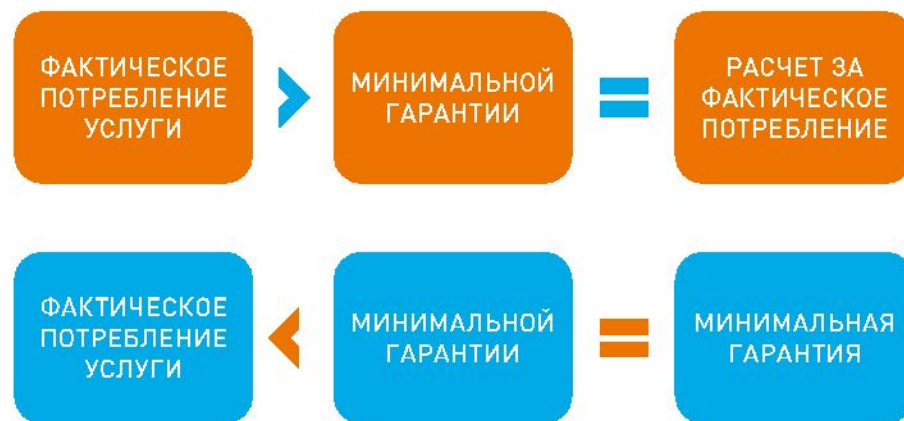 ФАКТИЧЕСКОЕ
ПОТРЕБЛЕНИЕ
УСЛУГИ
>
МИНИМАЛЬНОЙ
ГАРАНТИИ
=
РАСЧЕТ ЗА
ФАКТИЧЕСКОЕ
ПОТРЕБЛЕНИЕ
ФАКТИЧЕСКОЕ
ПОТРЕБЛЕНИЕ
УСЛУГИ
<
МИНИМАЛЬНОЙ
ГАРАНТИИ
=
МИНИМАЛЬНАЯ
ГАРАНТИЯ